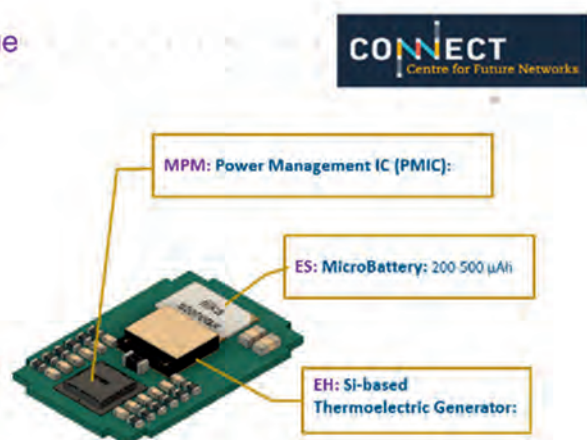 ue
CONNECT
Centre for Future Networks
MPM: Power Management IC (PMIC):
ES: MicroBattery: 200-500 µAh
EH: Si-based
Thermoelectric Generator: